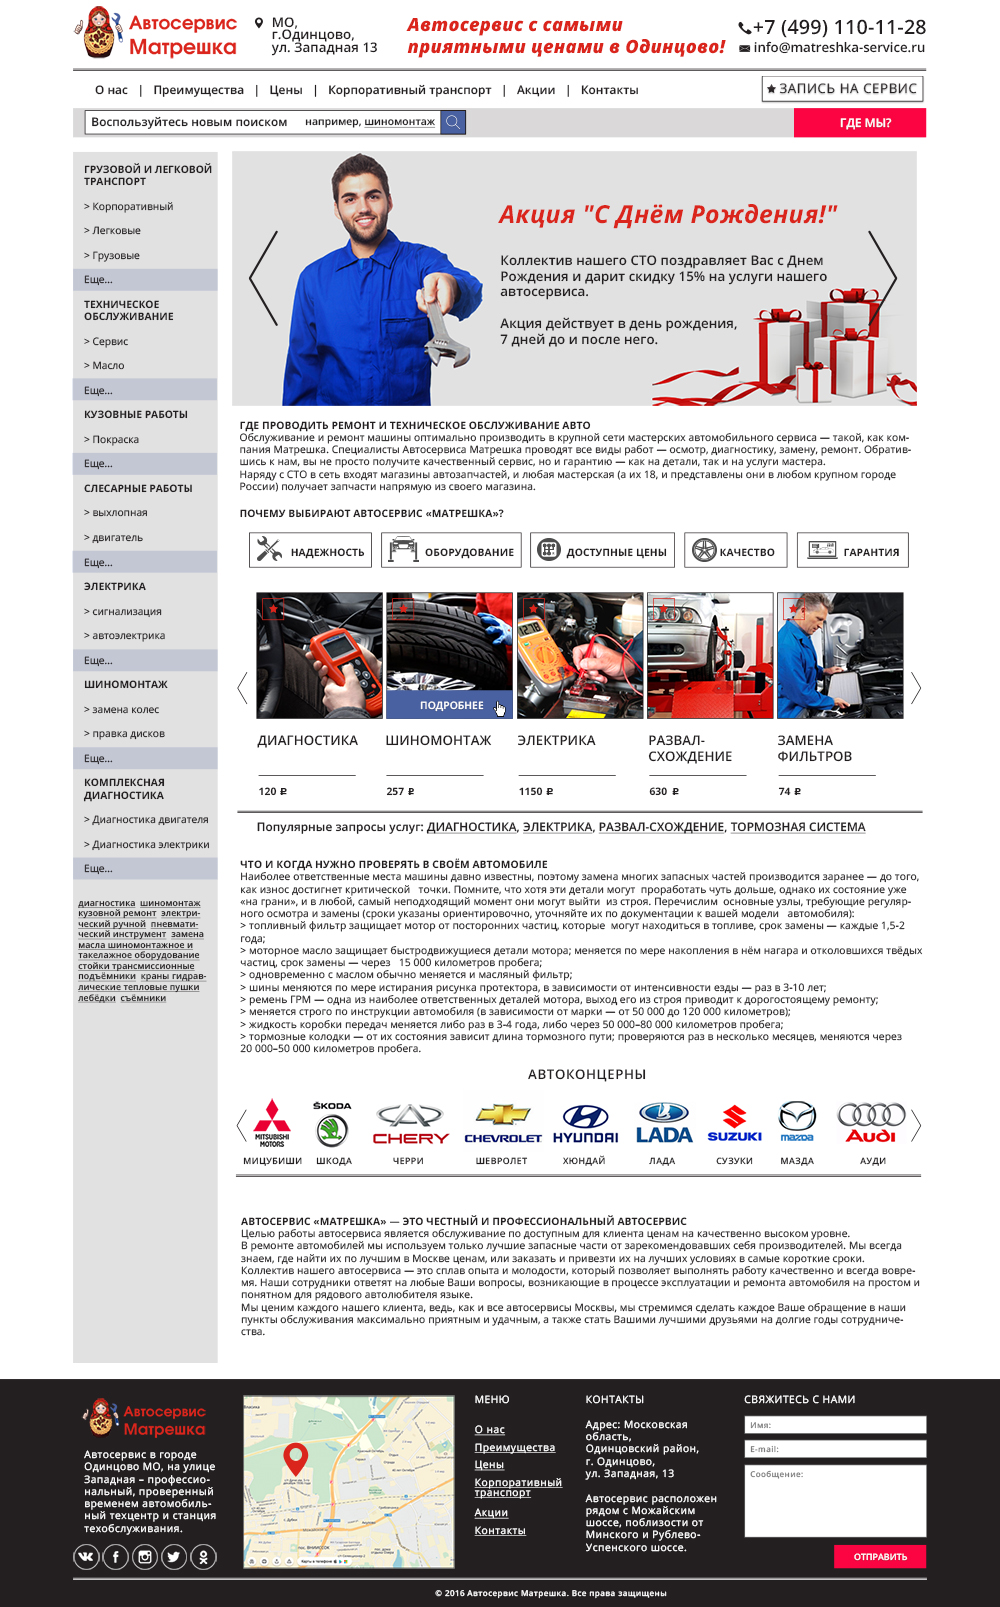 Автосервис
Матрешка
МО,
г.Одинцово,
ул. Западная 13
Автосервис с самыми
приятными ценами в Одинцово!
+7 (499) 110-11-28
info@matreshka-service.ru
О нас | Преимущества | Цены | Корпоративный транспорт | Акции | Контакты
ЗАПИСЬ НА СЕРВИС
Воспользуйтесь новым поиском например, шиномонтаж
ГДЕ МЫ?
ГРУЗОВОЙ И ЛЕГКОВОЙ
ТРАНСПОРТ
> Корпоративный
> Легковые
> Грузовые
Еще...
ТЕХНИЧЕСКОЕ
ОБСЛУЖИВАНИЕ
> Сервис
> Масло
Еще...
КУЗОВНЫЕ РАБОТЫ
> Покраска
Еще...
СЛЕСАРНЫЕ РАБОТЫ
> выхлопная
> двигатель
Еще...
ЭЛЕКТРИКА
> сигнализация
> автоэлектрика
Еще...
ШИНОМОНТАЖ
> замена колес
> правка дисков
Еще...
КОМПЛЕКСНАЯ
ДИАГНОСТИКА
> Диагностика двигателя
> Диагностика электрики
Еще...
диагностика шиномонтаж
кузовной ремонт электри-
ческий ручной пневмати-
ческий инструмент замена
масла шиномонтажное и
такелажное оборудование
стойки трансмиссионные
подъёмники краны гидрав-
лические тепловые пушки
лебёдки съёмники
Акция "С Днём Рождения!"
Коллектив нашего СТО поздравляет Вас с Днем
Рождения и дарит скидку 15% на услуги нашего
автосервиса.
Акция действует в день рождения,
7 дней до и после него.
ГДЕ ПРОВОДИТЬ РЕМОНТ И ТЕХНИЧЕСКОЕ ОБСЛУЖИВАНИЕ АВТО
Обслуживание и ремонт машины оптимально производить в крупной сети мастерских автомобильного сервиса — такой, как ком-
пания Матрешка. Специалисты Автосервиса Матрешка проводят все виды работ — осмотр, диагностику, замену, ремонт. Обратив-
шись к нам, вы не просто получите качественный сервис, но и гарантию — как на детали, так и на услуги мастера.
Наряду с СТО в сеть входят магазины автозапчастей, и любая мастерская (а их 18, и представлены они в любом крупном городе
России) получает запчасти напрямую из своего магазина.
ПОЧЕМУ ВЫБИРАЮТ АВТОСЕРВИС «МАТРЕШКА»?
НАДЕЖНОСТЬ ОБОРУДОВАНИЕ ДОСТУПНЫЕ ЦЕНЫ КАЧЕСТВО ГАРАНТИЯ
ПОДРОБНЕЕ
ДИАГНОСТИКА ШИНОМОНТАЖ ЭЛЕКТРИКА РАЗВАЛ-
СХОЖДЕНИЕ ЗАМЕНА
ФИЛЬТРОВ
120 ₽ 257 ₽ 1150 ₽ 630 ₽ 74 ₽
Популярные запросы услуг: ДИАГНОСТИКА, ЭЛЕКТРИКА, РАЗВАЛ-СХОЖДЕНИЕ, ТОРМОЗНАЯ СИСТЕМА
ЧТО И КОГДА НУЖНО ПРОВЕРЯТЬ В СВОЁМ АВТОМОБИЛЕ
Наиболее ответственные места машины давно известны, поэтому замена многих запасных частей производится заранее — до того,
как износ достигнет критической точки. Помните, что хотя эти детали могут проработать чуть дольше, однако их состояние уже
«на грани», и в любой, самый неподходящий момент они могут выйти из строя. Перечислим основные узлы, требующие регуляр-
ного осмотра и замены (сроки указаны ориентировочно, уточняйте их по документации к вашей модели автомобиля):
> топливный фильтр защищает мотор от посторонних частиц, которые могут находиться в топливе, срок замены — каждые 1,5-2
года;
> моторное масло защищает быстродвижущиеся детали мотора; меняется по мере накопления в нём нагара и отколовшихся твёрдых
частиц, срок замены — через 15 000 километров пробега;
> одновременно с маслом обычно меняется и масляный фильтр;
> шины меняются по мере истирания рисунка протектора, в зависимости от интенсивности езды — раз в 3-10 лет;
> ремень ГРМ — одна из наиболее ответственных деталей мотора, выход его из строя приводит к дорогостоящему ремонту;
> меняется строго по инструкции автомобиля (в зависимости от марки — от 50 000 до 120 000 километров);
> жидкость коробки передач меняется либо раз в 3-4 года, либо через 50 000–80 000 километров пробега;
> тормозные колодки — от их состояния зависит длина тормозного пути; проверяются раз в несколько месяцев, меняются через
20 000–50 000 километров пробега.
АВТОКОНЦЕРНЫ
MITSUBISHI
MOTORS
ŠKODA
CHERY
CHEVROLET
HYUNDAI
LADA
SUZUKI
mazda
Audi
МИЦУБИШИ ШКОДА ЧЕРРИ ШЕВРОЛЕТ ХЮНДАЙ ЛАДА СУЗУКИ МАЗДА АУДИ
АВТОСЕРВИС «МАТРЕШКА» — ЭТО ЧЕСТНЫЙ И ПРОФЕССИОНАЛЬНЫЙ АВТОСЕРВИС
Целью работы автосервиса является обслуживание по доступным для клиента ценам на качественно высоком уровне.
В ремонте автомобилей мы используем только лучшие запасные части от зарекомендовавших себя производителей. Мы всегда
знаем, где найти их по лучшим в Москве ценам, или заказать и привезти их на лучших условиях в самые короткие сроки.
Коллектив нашего автосервиса — это сплав опыта и молодости, который позволяет выполнять работу качественно и всегда вовре-
мя. Наши сотрудники ответят на любые Ваши вопросы, возникающие в процессе эксплуатации и ремонта автомобиля на простом и
понятном для рядового автолюбителя языке.
Мы ценим каждого нашего клиента, ведь, как и все автосервисы Москвы, мы стремимся сделать каждое Ваше обращение в наши
пункты обслуживания максимально приятным и удачным, а также стать Вашими лучшими друзьями на долгие годы сотрудниче-
ства.
Автосервис
Матрешка
Автосервис в городе
Одинцово МО, на улице
Западная – профессио-
нальный, проверенный
временем автомобиль-
ный техцентр и станция
техобслуживания.
МЕНЮ
О нас
Преимущества
Цены
Корпоративный
транспорт
Акции
Контакты
КОНТАКТЫ
Адрес: Московская
область,
Одинцовский район,
г. Одинцово,
ул. Западная, 13
Автосервис расположен
рядом с Можайским
шоссе, поблизости от
Минского и Рублево-
Успенского шоссе.
СВЯЖИТЕСЬ С НАМИ
Имя:
E-mail:
Сообщение:
ОТПРАВИТЬ
© 2016 Автосервис Матрешка. Все права защищены